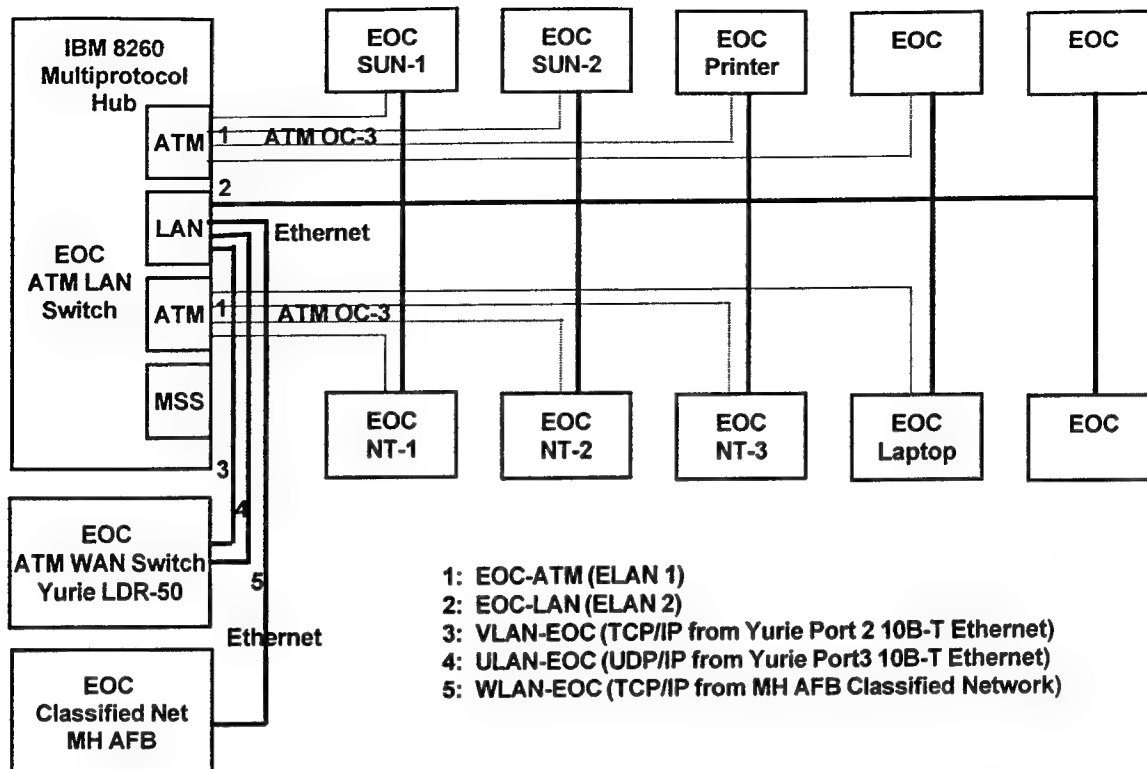 IBM 8260
Multiprotocol
Hub
ATM
LAN
EOC
ATM LAN
Switch
ATM
MSS
EOC
SUN-1
EOC
SUN-2
EOC
Printer
EOC
EOC
1
ATM OC-3
2
Ethernet
1
ATM OC-3
EOC
NT-1
EOC
NT-2
EOC
NT-3
EOC
Laptop
EOC
3
4
5
EOC
ATM WAN Switch
Yurie LDR-50
Ethernet
EOC
Classified Net
MH AFB
1: EOC-ATM (ELAN 1)
2: EOC-LAN (ELAN 2)
3: VLAN-EOC (TCP/IP from Yurie Port 2 10B-T Ethernet)
4: ULAN-EOC (UDP/IP from Yurie Port3 10B-T Ethernet)
5: WLAN-EOC (TCP/IP from MH AFB Classified Network)